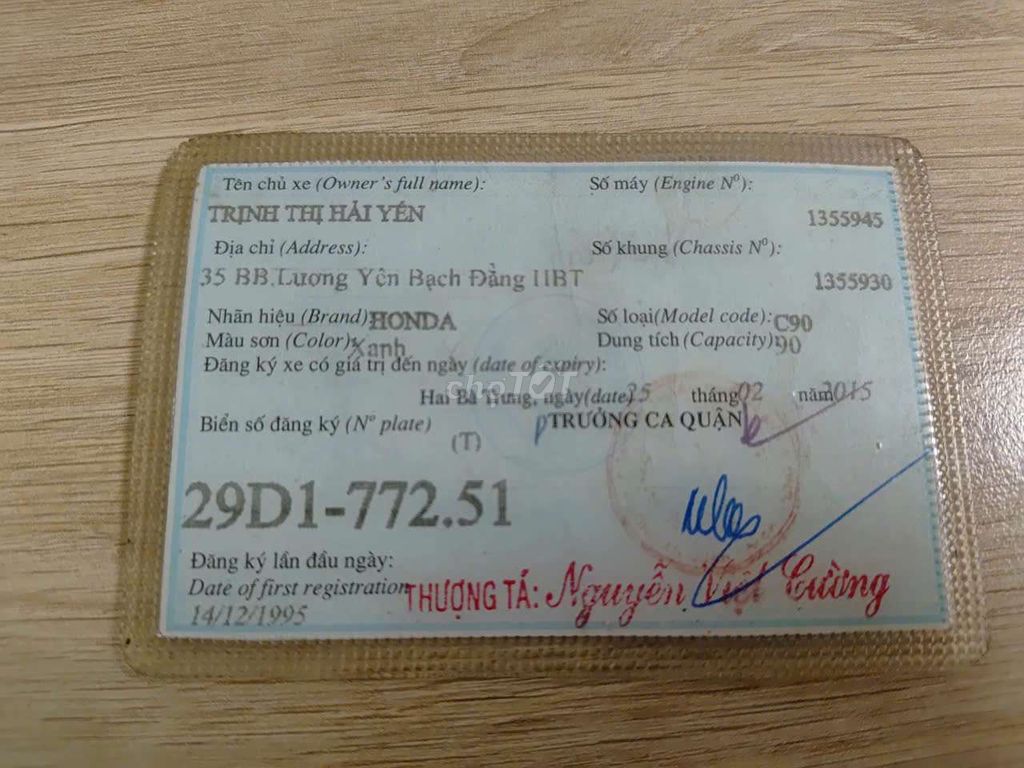 Tên chủ xe (Owner's full name):
TRỊNH THỊ HẢI YẾN
Số máy (Engine Nº):
1355945
Địa chỉ (Address):
35 BB.Lương Yên Bạch Đằng HBT
Số khung (Chassis Nº):
1355930
Nhãn hiệu (Brand) HONDA
Số loại(Model code): C90
Màu sơn (Color): Xanh
Dung tích (Capacity): 90
Đăng ký xe có giá trị đến ngày (date of expiry):
chợTỐT
Hai Bà Trưng, ngày(date) 25 tháng 02 năm 2015
Biển số đăng ký (Nº plate)
(T)
TRƯỞNG CA QUẬN
29D1-772.51
Đăng ký lần đầu ngày:
Date of first registration
14/12/1995
THƯỢNG TÁ: Nguyễn Việt Cường